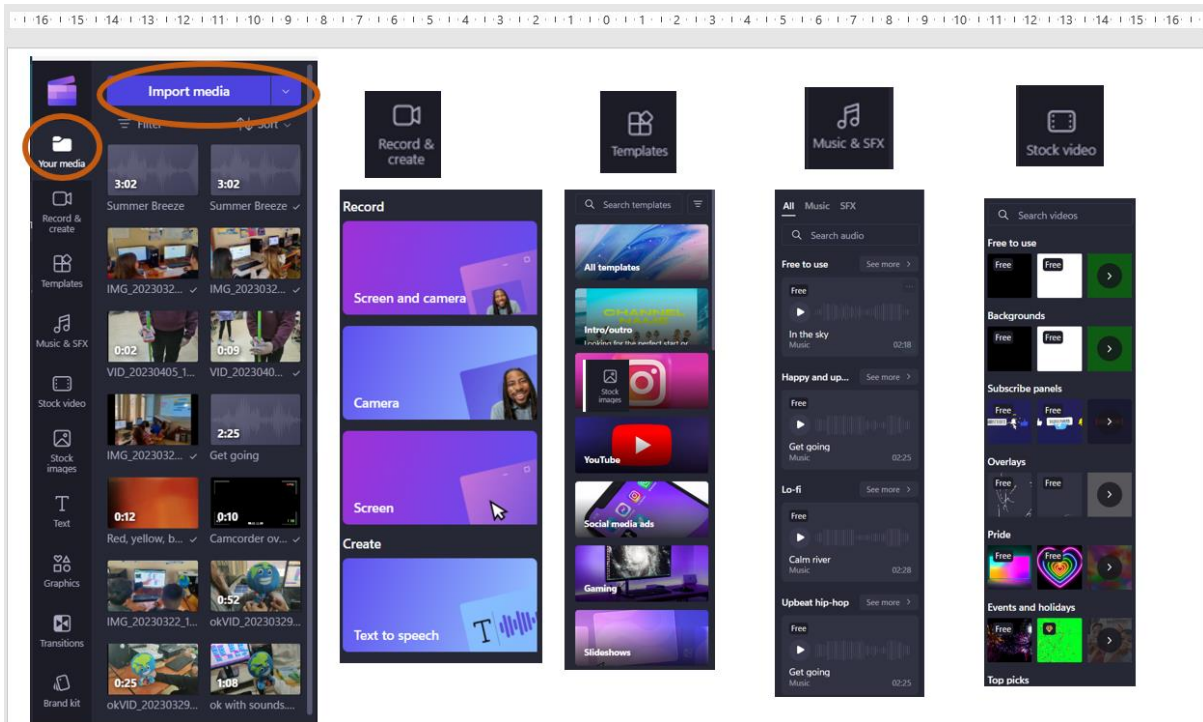 16 15 14 13 12 11 10 9 8 7 6 5 4 3 2 1 0 1 2 3 4 5 6 7 8 9 10 11 12 13 14 15 16
Import media
Filter
Sort
Your media
Record &
create
Templates
Music & SFX
Stock video
Stock
images
Text
Graphics
Transitions
Brand kit
3:02
3:02
Summer Breeze
Summer Breeze
IMG_2023032...
IMG_2023032...
0:02
0:09
VID_20230405_1...
VID_2023040...
2:25
IMG_2023032...
Get going
0:12
0:10
Red, yellow, b...
Camcorder ov...
0:52
IMG_20230322_1...
okVID_20230329...
0:25
1:08
okVID_20230329...
ok with sounds....
Record &
create
Record
Screen and camera
Camera
Screen
Create
Text to speech
T
Templates
Search templates
All templates
CHANNEL
NAME
Intro/outro
Looking for the perfect start or
Stock
images
YouTube
Social media ads
Gaming
Slideshows
Music & SFX
All Music SFX
Search audio
Free to use
See more >
Free
In the sky
Music
02:18
Happy and up...
See more >
Free
Get going
Music
02:25
Lo-fi
See more >
Free
Calm river
Music
02:28
Upbeat hip-hop
See more >
Free
Get going
Music
02:25
Stock video
Search videos
Free to use
Free
Free
Backgrounds
Free
Free
Subscribe panels
Free
Free
Overlays
Free
Free
Pride
Free
Free
Events and holidays
Free
Top picks